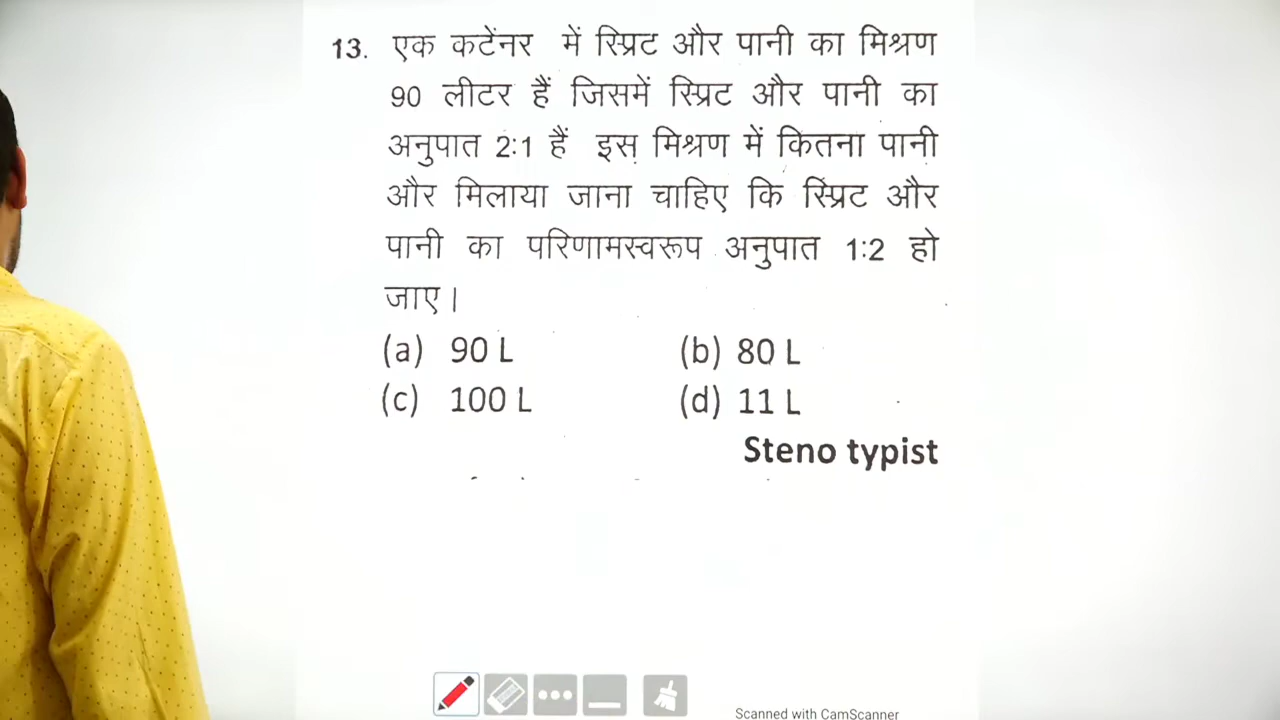 13. एक कटेंनर में स्प्रिट और पानी का मिश्रण
90 लीटर हैं जिसमें स्प्रिट और पानी का
अनुपात 2:1 हैं इस मिश्रण में कितना पानी
और मिलाया जाना चाहिए कि स्प्रिट और
पानी का परिणामस्वरूप अनुपात 1:2 हो
जाए।
(a) 90 L (b) 80 L
(c) 100 L (d) 11 L
Steno typist
Scanned with CamScanner